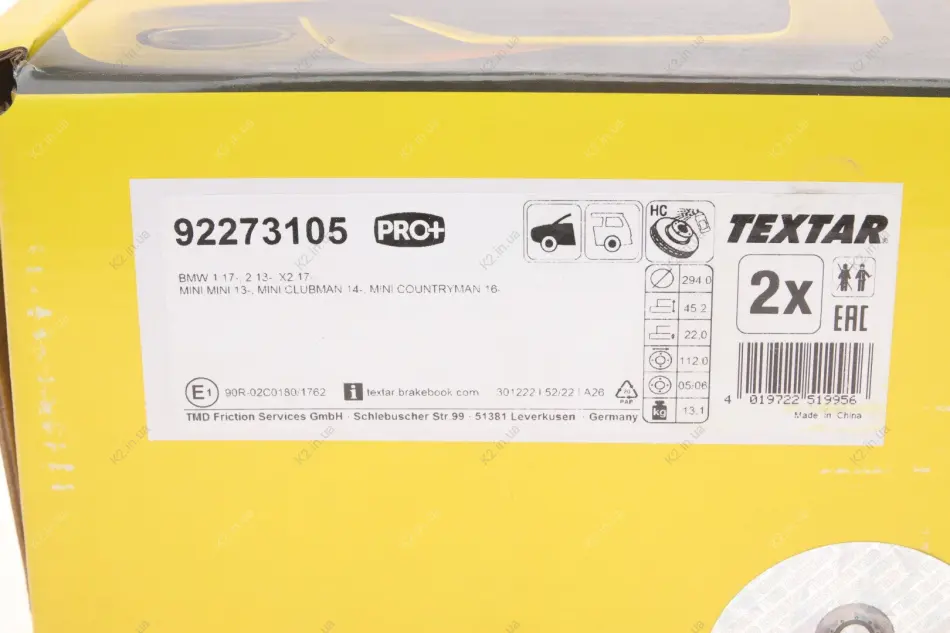 92273105 PRO+
BMW 1 17-, 2 13-, X2 17-
MINI MINI 13-, MINI CLUBMAN 14-, MINI COUNTRYMAN 16-
E1 90R-02C0180/1762 i textar brakebook.com 301222 | 52/22 | A26 PAP
TMD Friction Services GmbH · Schlebuscher Str.99 · 51381 Leverkusen · Germany
HC
294.0
45.2
22.0
112.0
05/06
kg 13.1
TEXTAR®
2x
EAC
4 019722 519956
Made in China
K2.in.ua